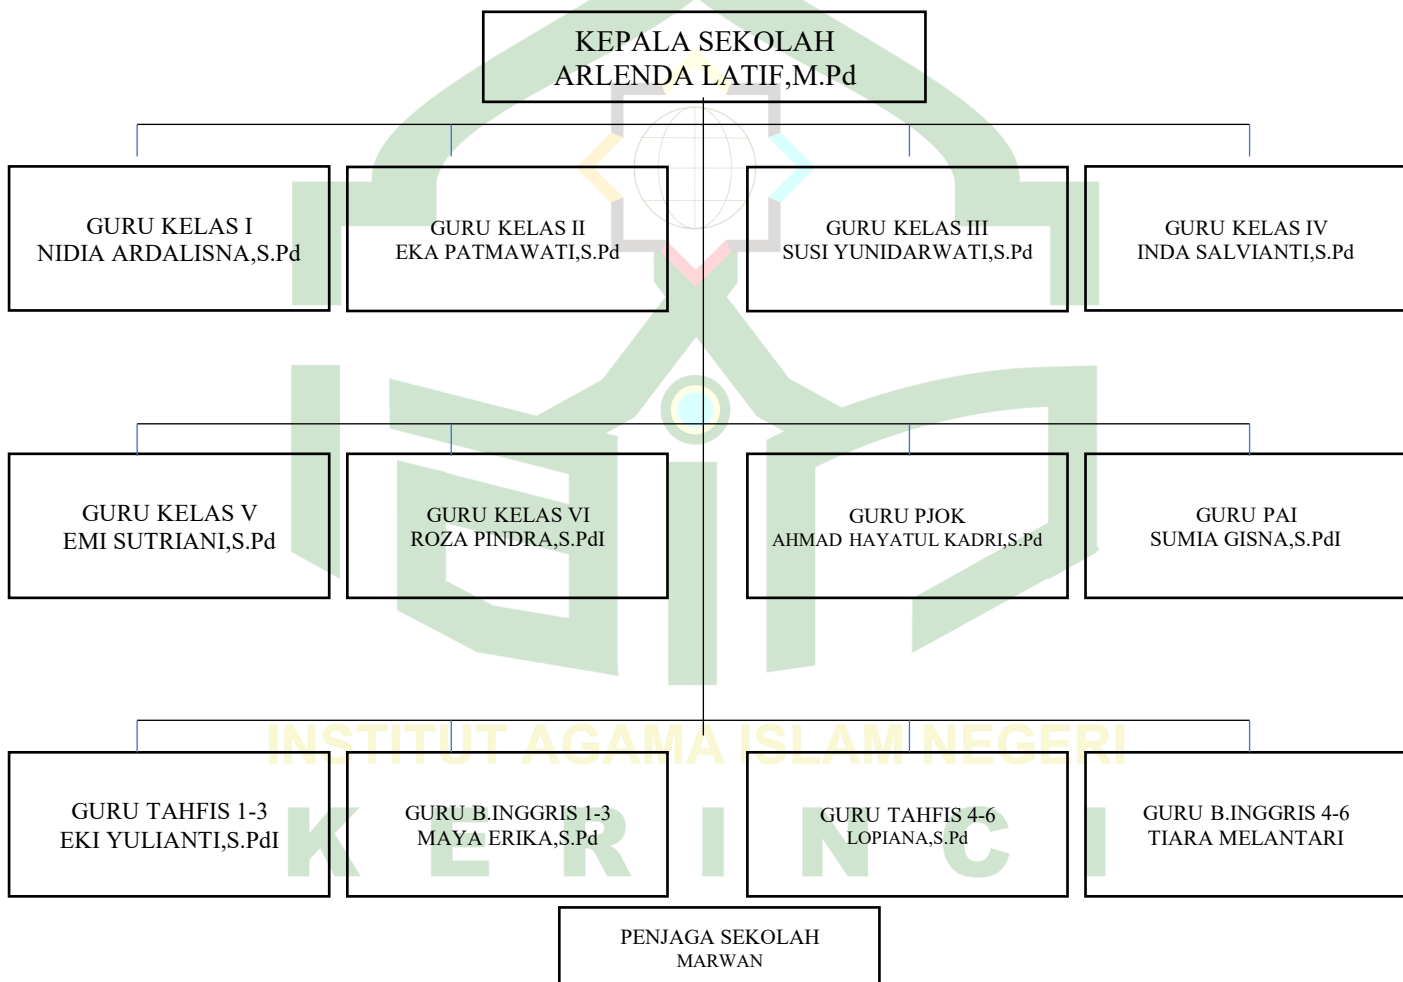 KEPALA SEKOLAH
ARLENDA LATIF,M.Pd
GURU KELAS I
NIDIA ARDALISNA,S.Pd
GURU KELAS II
EKA PATMAWATI,S.Pd
GURU KELAS III
SUSI YUNIDARWATI,S.Pd
GURU KELAS IV
INDA SALVIANTI,S.Pd
GURU KELAS V
EMI SUTRIANI,S.Pd
GURU KELAS VI
ROZA PINDRA,S.PdI
GURU PJOK
AHMAD HAYATUL KADRI,S.Pd
GURU PAI
SUMIA GISNA,S.PdI
INSTITUT AGAMA ISLAM NEGERI
KERINCI
GURU TAHFIS 1-3
EKI YULIANTI,S.PdI
GURU B.INGGRIS 1-3
MAYA ERIKA,S.Pd
GURU TAHFIS 4-6
LOPIANA,S.Pd
GURU B.INGGRIS 4-6
TIARA MELANTARI
PENJAGA SEKOLAH
MARWAN